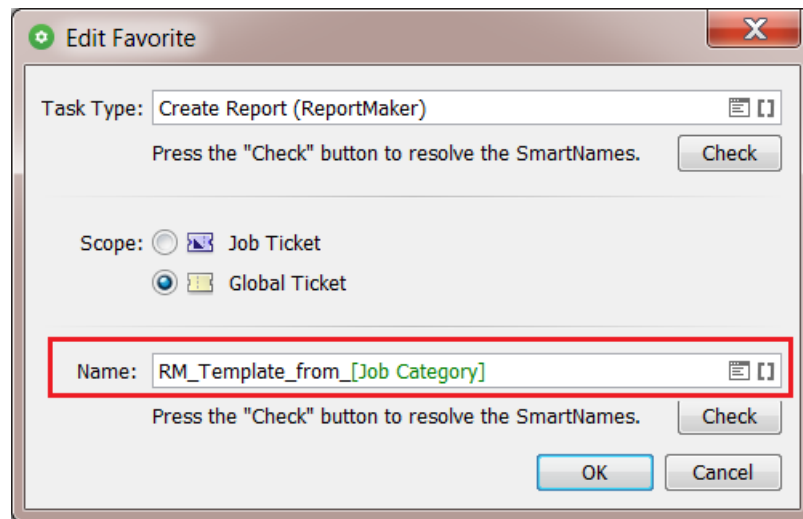 Edit Favorite
Task Type: Create Report (ReportMaker)
Press the "Check" button to resolve the SmartNames. Check
Scope: Job Ticket
Global Ticket
Name: RM_Template_from_[Job Category]
Press the "Check" button to resolve the SmartNames. Check
OK Cancel